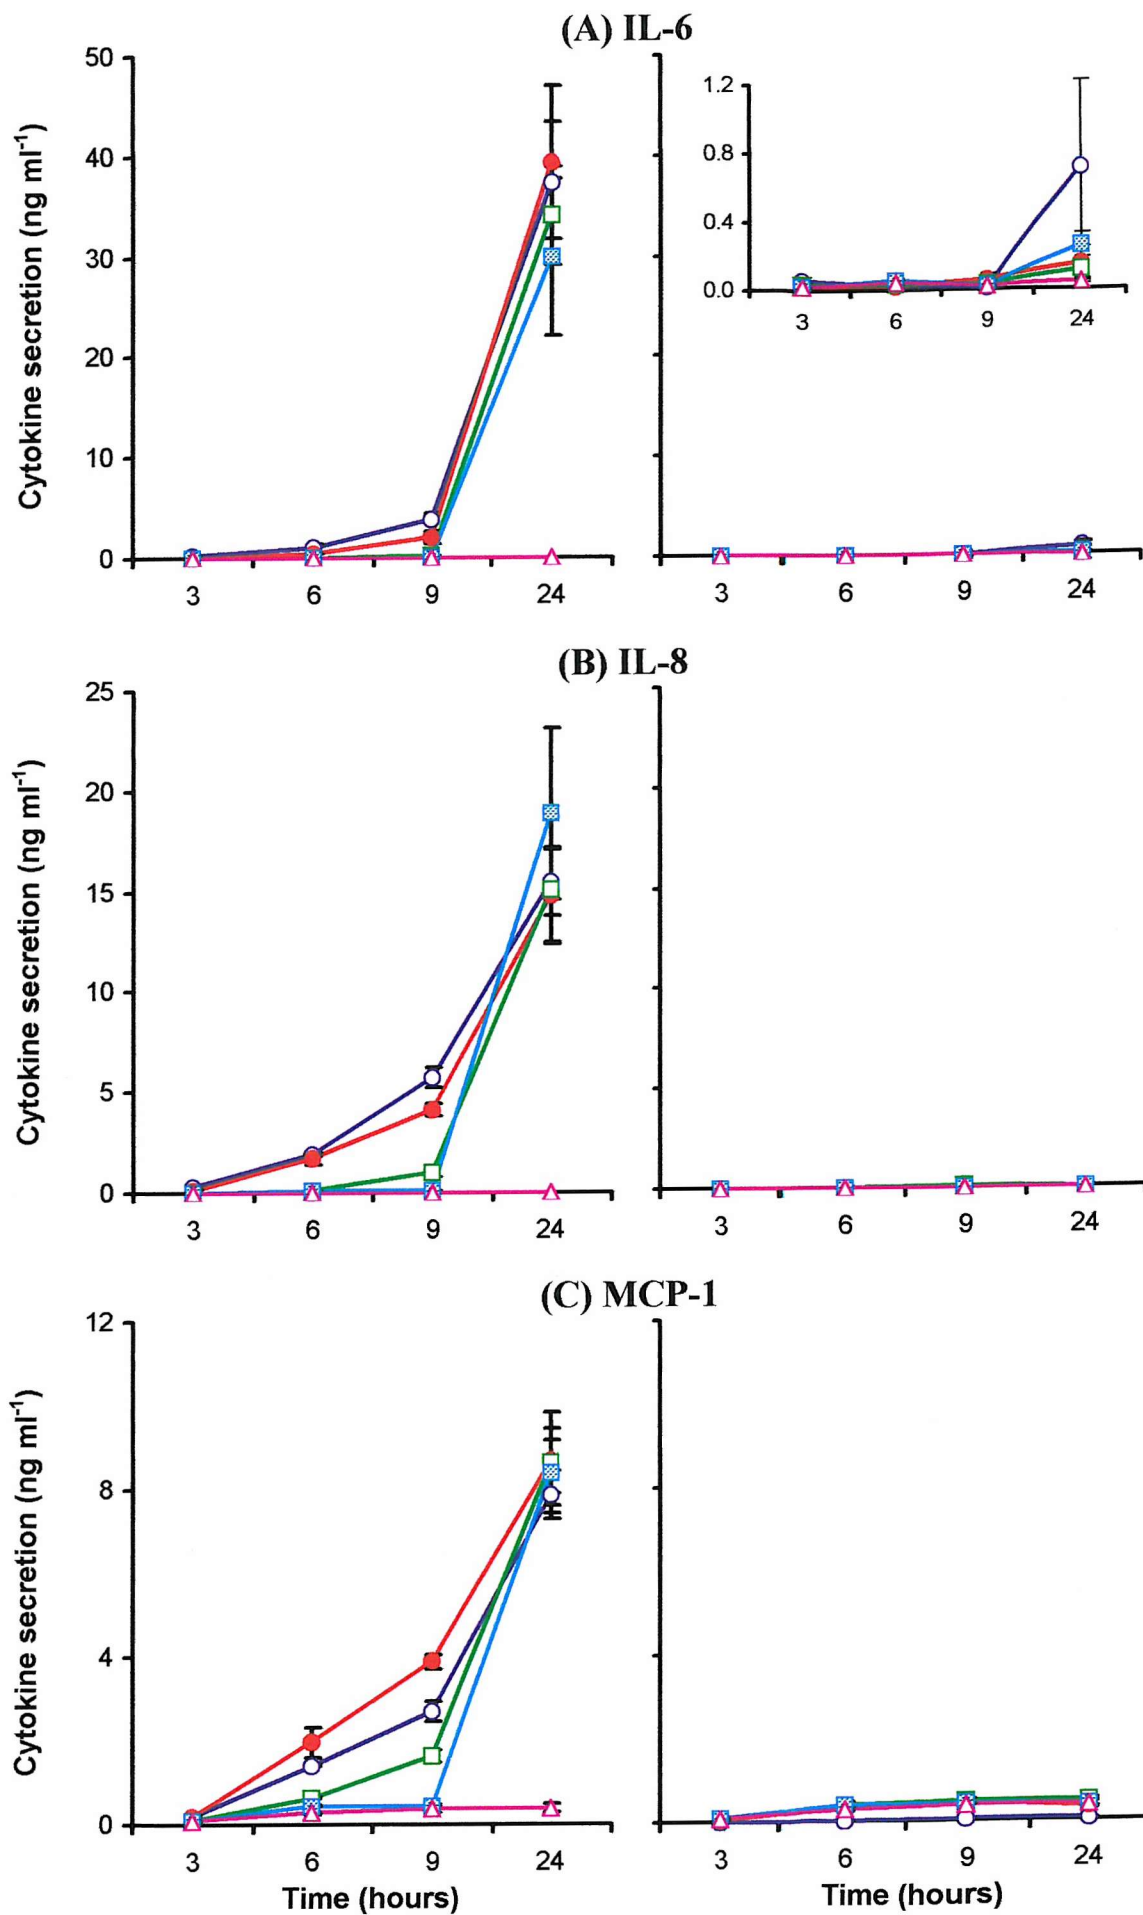 (A) IL-6
50
40
30
20
10
0
3 6 9 24
Cytokine secretion (ng ml-1)
1.2
0.8
0.4
0.0
3 6 9 24
3 6 9 24
(B) IL-8
25
20
15
10
5
0
3 6 9 24
Cytokine secretion (ng ml-1)
3 6 9 24
(C) MCP-1
12
8
4
0
3 6 9 24
Cytokine secretion (ng ml-1)
Time (hours)
3 6 9 24
Time (hours)